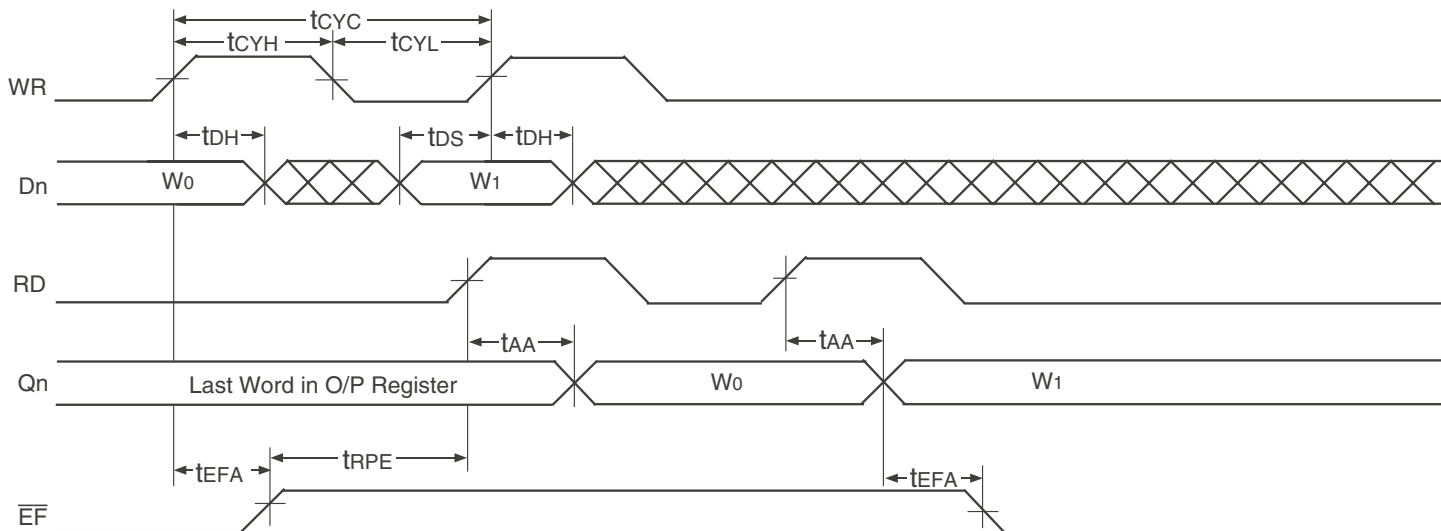 tCYC
tCYH tCYL
WR
tDH tDS tDH
Dn W0 W1
RD
tAA tAA
Qn Last Word in O/P Register W0 W1
tEFA tRPE tEFA
E̅F̅